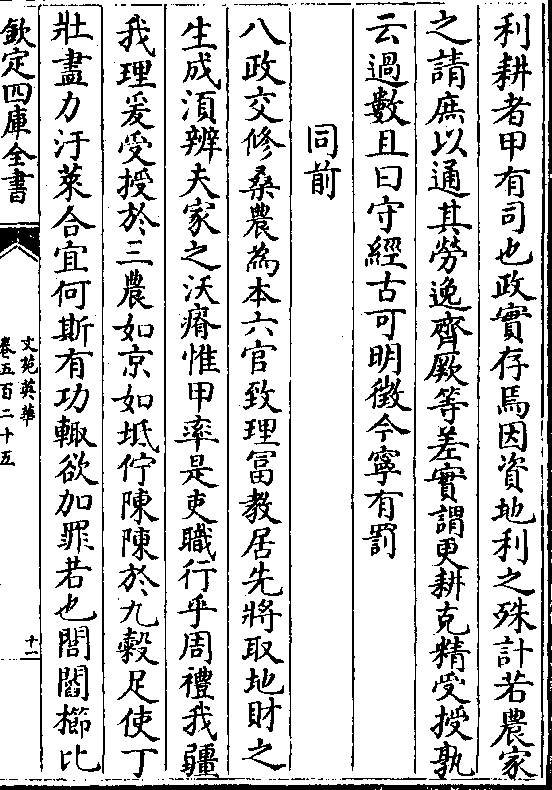 利耕者甲有司也政實存焉因資地利之殊計若農家
之請庶以通其勞逸齊厥等差實謂更耕克精受授孰
云過數且曰守經古可明徵今寧有罰
同前
八政交修桑農為本六官致理冨教居先將取地財之
生成湏辨夫家之沃瘠惟甲率是吏職行乎周禮我疆
我理爰受授於三農如京如坻佇陳陳於九榖足使丁
壯盡力汙萊合宜何斯有功輙欲加罪若也閭閻櫛比
欽定四庫全書
文苑英華
卷五百二十五
十一